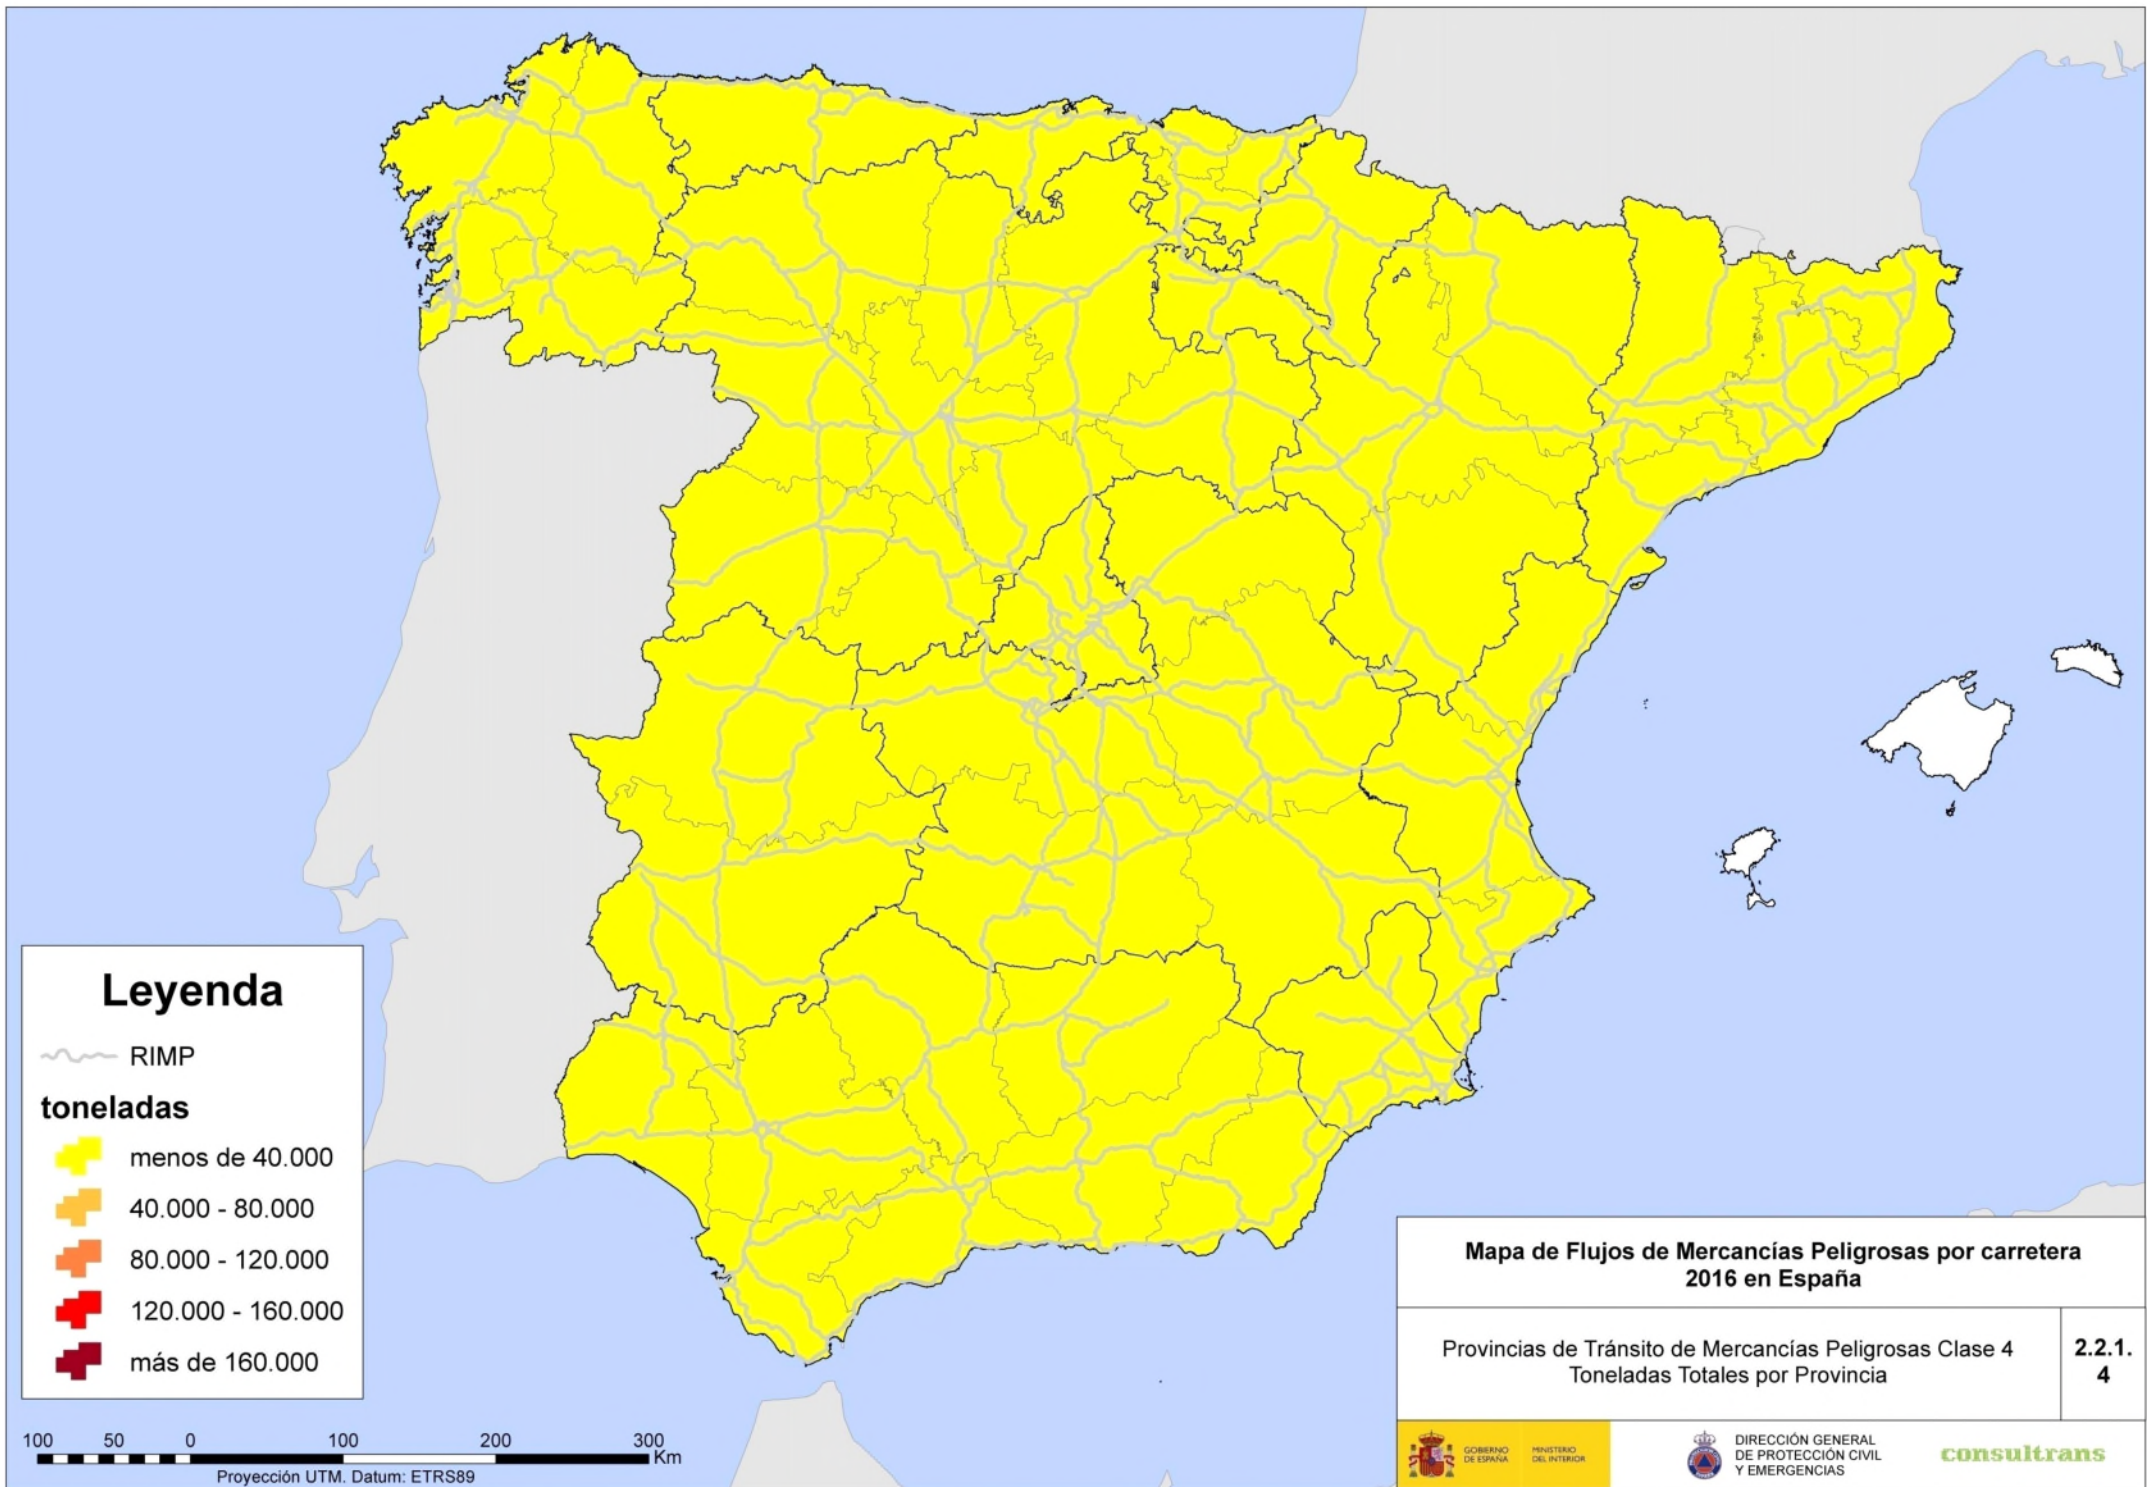 Leyenda
RIMP
toneladas
menos de 40.000
40.000 - 80.000
80.000 - 120.000
120.000 - 160.000
más de 160.000
100 50 0 100 200 300
Km
Proyección UTM. Datum: ETRS89
Mapa de Flujos de Mercancías Peligrosas por carretera
2016 en España
Provincias de Tránsito de Mercancías Peligrosas Clase 4
Toneladas Totales por Provincia
2.2.1.
4
GOBIERNO
DE ESPAÑA
MINISTERIO
DEL INTERIOR
DIRECCIÓN GENERAL
DE PROTECCIÓN CIVIL
Y EMERGENCIAS
consultrans